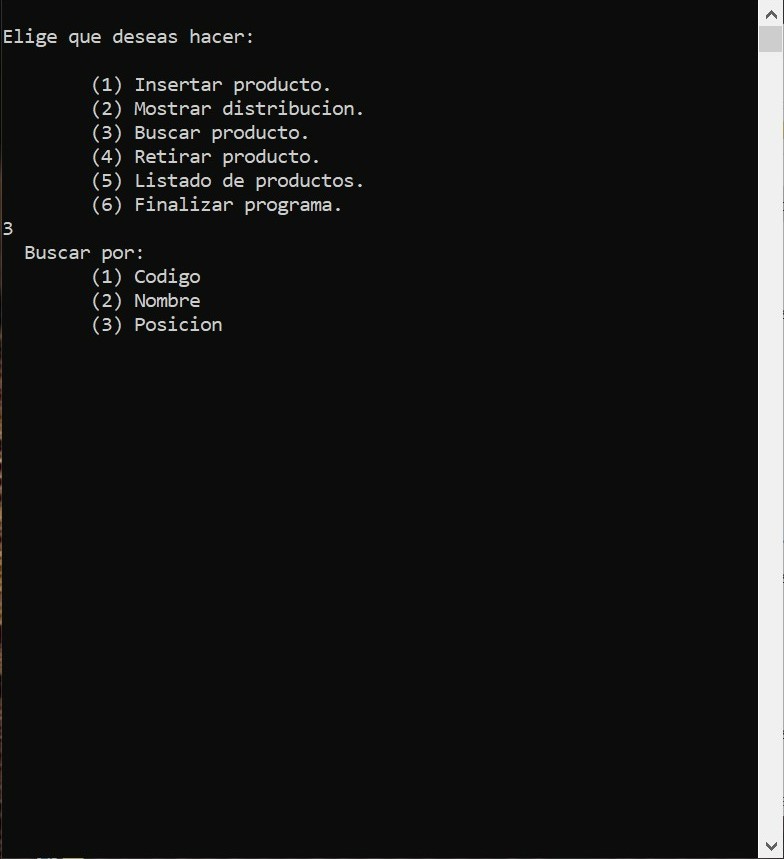 Elige que deseas hacer:
(1) Insertar producto.
(2) Mostrar distribucion.
(3) Buscar producto.
(4) Retirar producto.
(5) Listado de productos.
(6) Finalizar programa.
3
Buscar por:
(1) Codigo
(2) Nombre
(3) Posicion